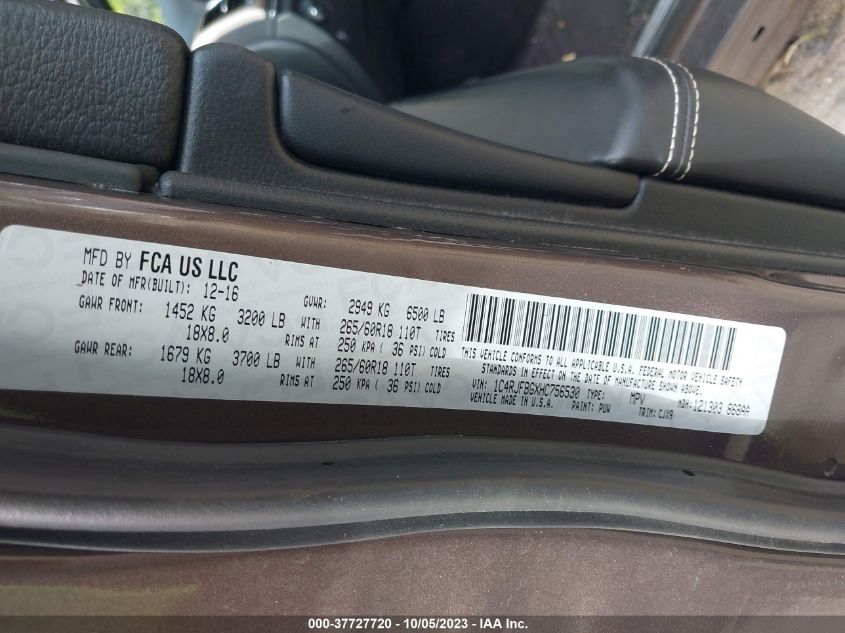 MFD BY FCA US LLC
DATE OF MFR(BUILT): 12-16 GVWR: 2949 KG 6500 LB
GAWR FRONT: 1452 KG 3200 LB WITH 265/60R18 110T TIRES
18X8.0 RIMS AT 250 KPA ( 36 PSI) COLD
GAWR REAR: 1679 KG 3700 LB WITH 265/60R18 110T TIRES
18X8.0 RIMS AT 250 KPA ( 36 PSI) COLD
THIS VEHICLE CONFORMS TO ALL APPLICABLE U.S.A. FEDERAL MOTOR VEHICLE SAFETY
STANDARDS IN EFFECT ON THE DATE OF MANUFACTURE SHOWN ABOVE.
VIN: 1C4RJFBGXHC756530 TYPE: MPV MDH: 121303 868AA
VEHICLE MADE IN U.S.A. PAINT: PUW TRIM: CJX9
000-37727720 - 10/05/2023 - IAA Inc.